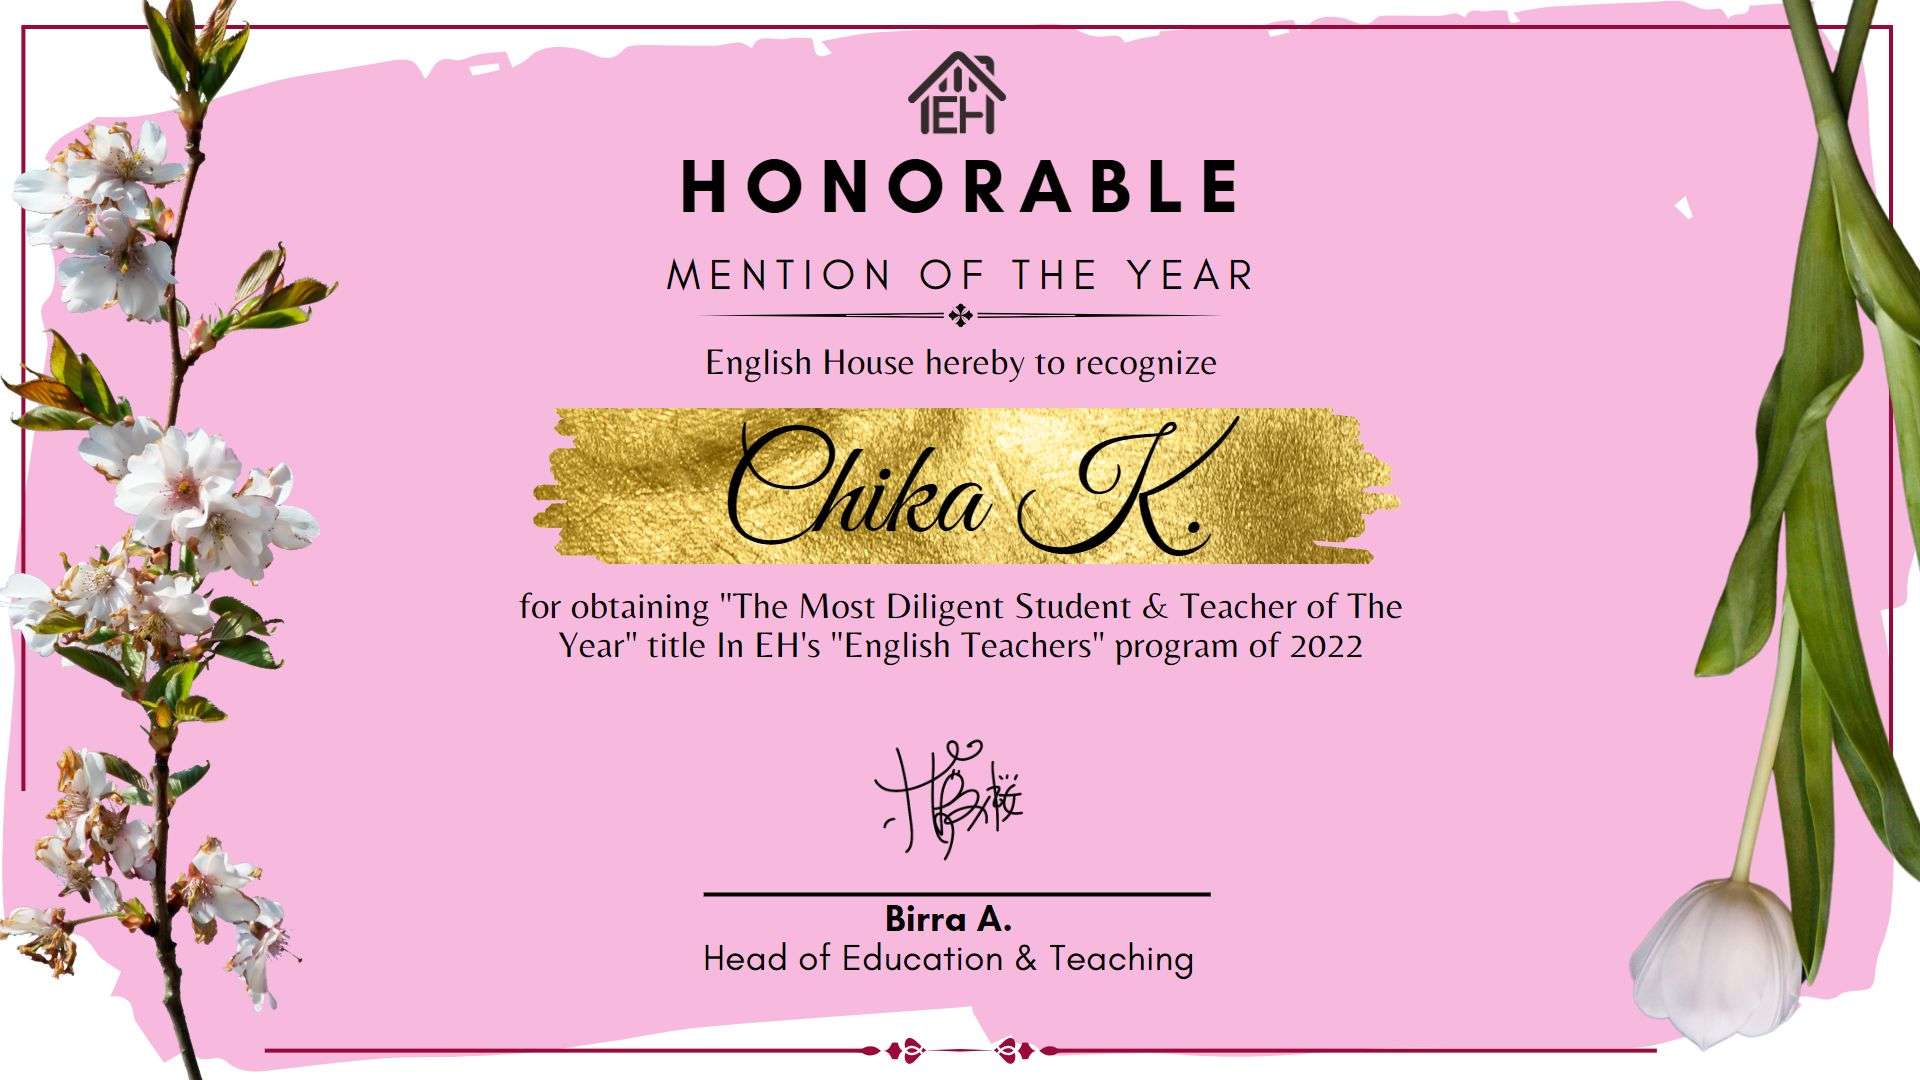 EH
HONORABLE
MENTION OF THE YEAR
English House hereby to recognize
Chika K.
for obtaining "The Most Diligent Student & Teacher of The
Year" title In EH's "English Teachers" program of 2022
Birra A.
Head of Education & Teaching